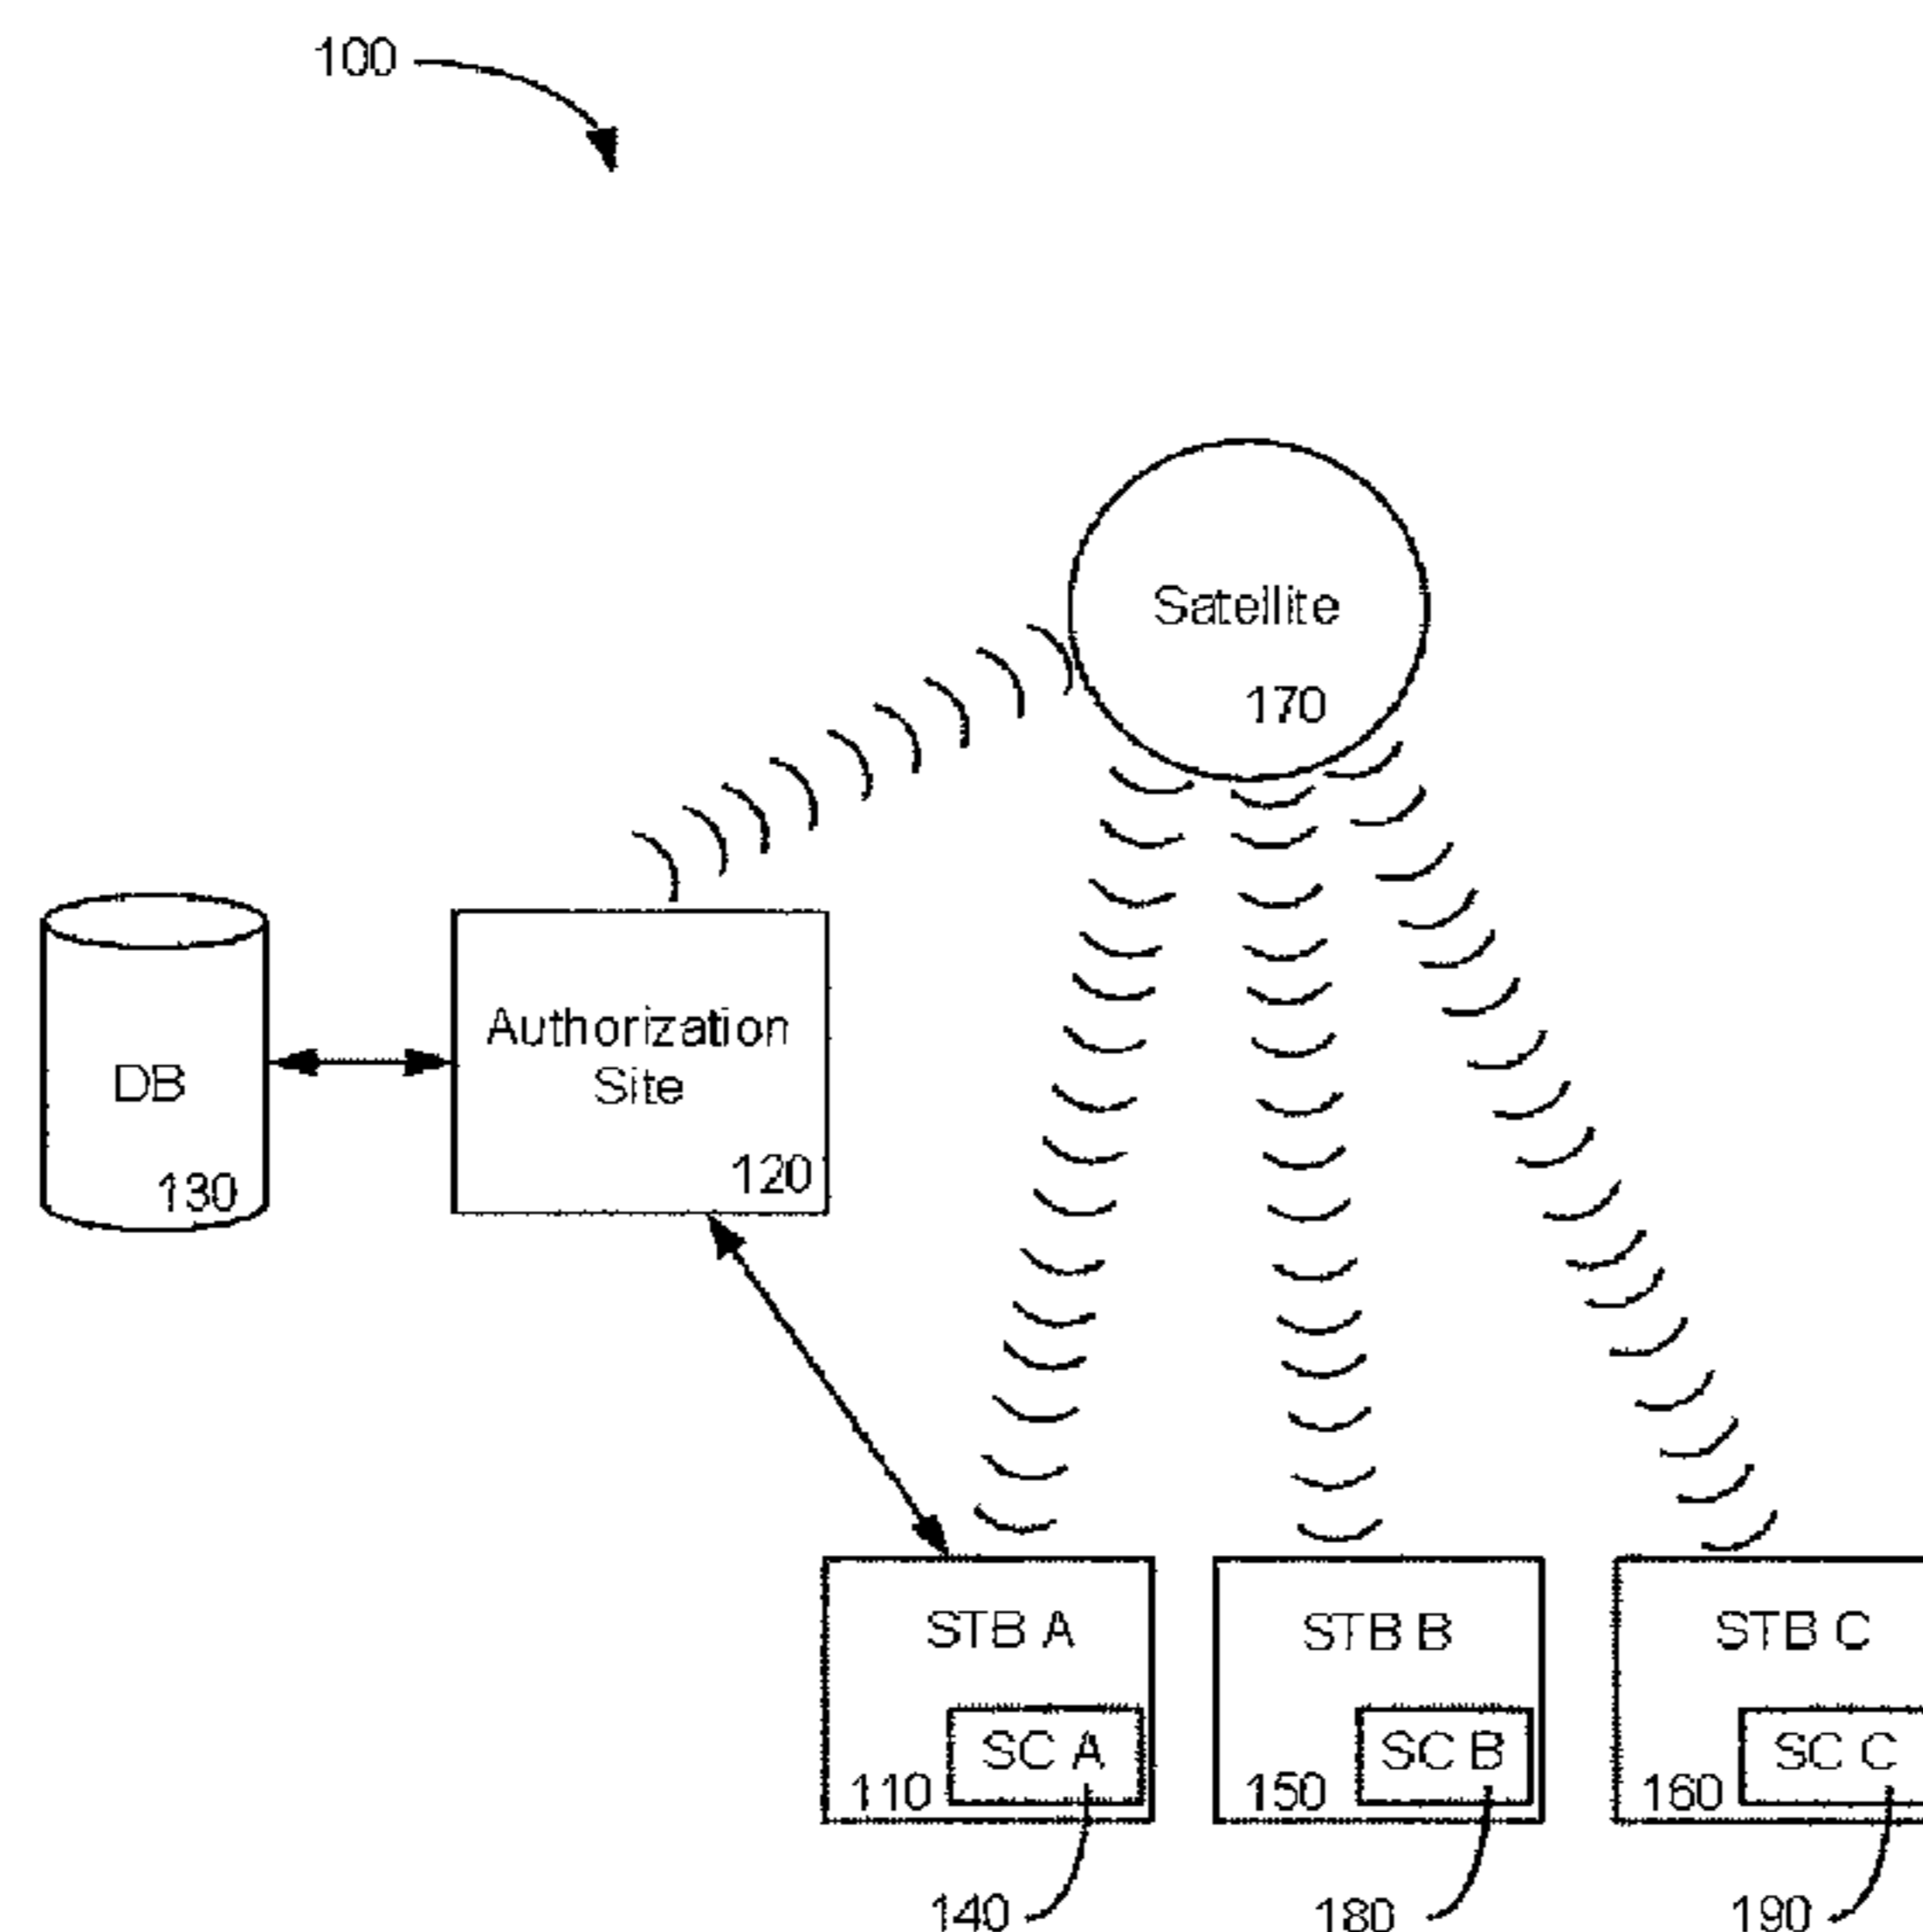 100
Satellite
170
Authorization
Site
120
DB
130
STB A
SC A
110
STB B
SC B
150
STB C
SC C
160
140
180
190